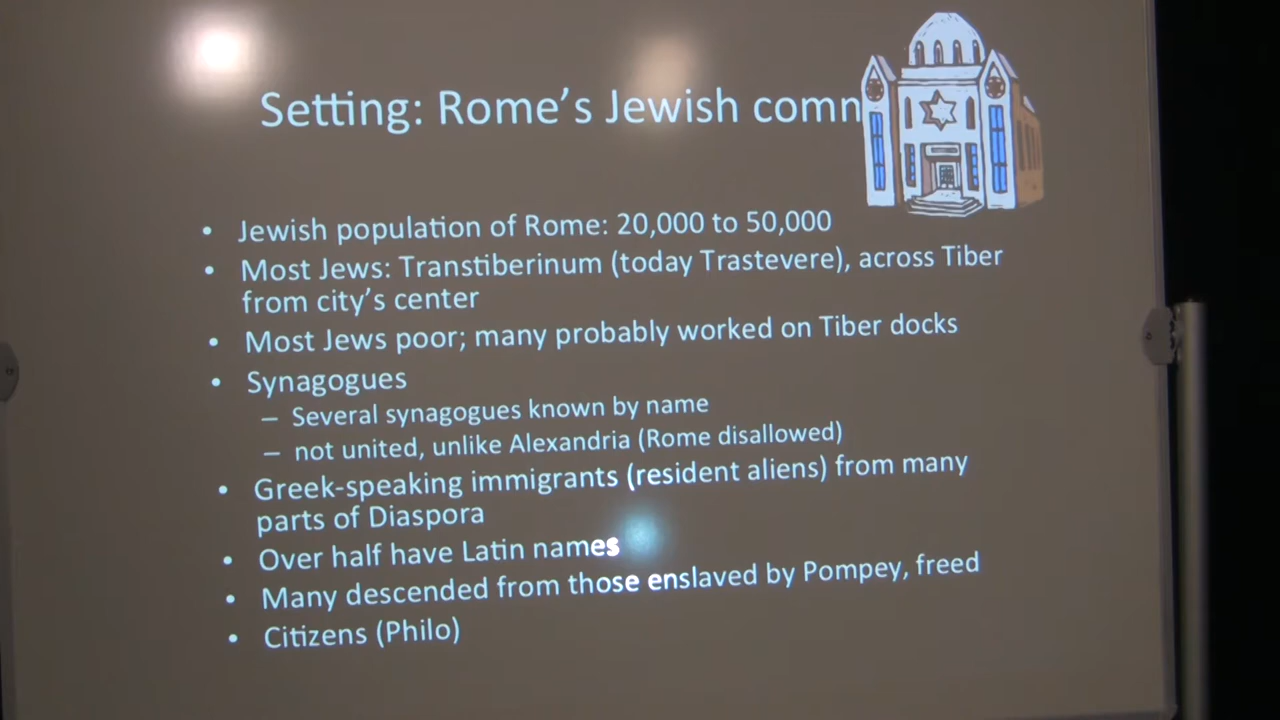 Setting: Rome's Jewish comn
• Jewish population of Rome: 20,000 to 50,000
• Most Jews: Transtiberinum (today Trastevere), across Tiber
from city's center
• Most Jews poor; many probably worked on Tiber docks
• Synagogues
– Several synagogues known by name
– not united, unlike Alexandria (Rome disallowed)
• Greek-speaking immigrants (resident aliens) from many
parts of Diaspora
• Over half have Latin names
• Many descended from those enslaved by Pompey, freed
• Citizens (Philo)